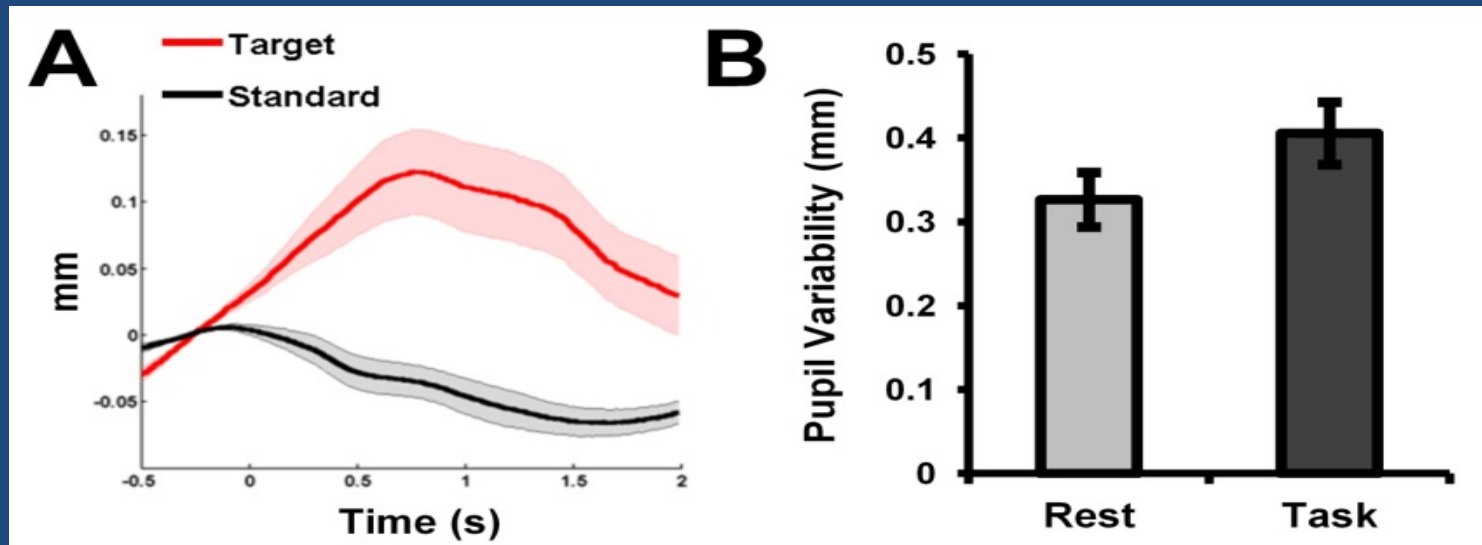 A
Target
Standard
0.15
0.1
0.05
0
-0.05
mm
-0.5 0 0.5 1 1.5 2
Time (s)
B
0.5
0.4
0.3
0.2
0.1
0
Pupil Variability (mm)
Rest Task